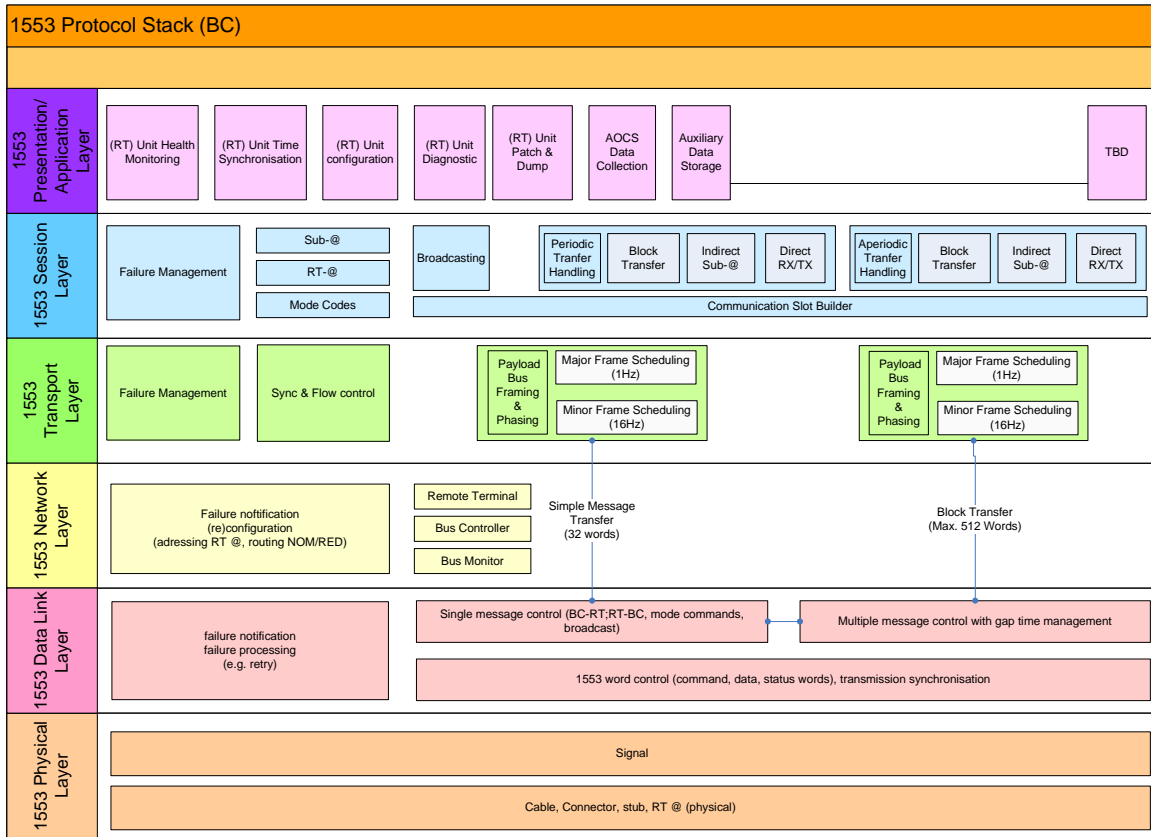 1553 Protocol Stack (BC)
1553
Presentation/
Application
Layer
(RT) Unit Health
Monitoring
(RT) Unit Time
Synchronisation
(RT) Unit
configuration
(RT) Unit
Diagnostic
(RT) Unit
Patch &
Dump
AOCS
Data
Collection
Auxiliary
Data
Storage
TBD
1553 Session
Layer
Failure Management
Sub-@
RT-@
Mode Codes
Broadcasting
Periodic
Tranfer
Handling
Block
Transfer
Indirect
Sub-@
Direct
RX/TX
Aperiodic
Tranfer
Handling
Block
Transfer
Indirect
Sub-@
Direct
RX/TX
Communication Slot Builder
1553
Transport
Layer
Failure Management
Sync & Flow control
Payload
Bus
Framing
&
Phasing
Major Frame Scheduling
(1Hz)
Minor Frame Scheduling
(16Hz)
Payload
Bus
Framing
&
Phasing
Major Frame Scheduling
(1Hz)
Minor Frame Scheduling
(16Hz)
1553 Network
Layer
Failure noftification
(re)configuration
(adressing RT @, routing NOM/RED)
Remote Terminal
Bus Controller
Bus Monitor
Simple Message
Transfer
(32 words)
Block Transfer
(Max. 512 Words)
1553 Data Link
Layer
failure notification
failure processing
(e.g. retry)
Single message control (BC-RT;RT-BC, mode commands,
broadcast)
Multiple message control with gap time management
1553 word control (command, data, status words), transmission synchronisation
1553 Physical
Layer
Signal
Cable, Connector, stub, RT @ (physical)